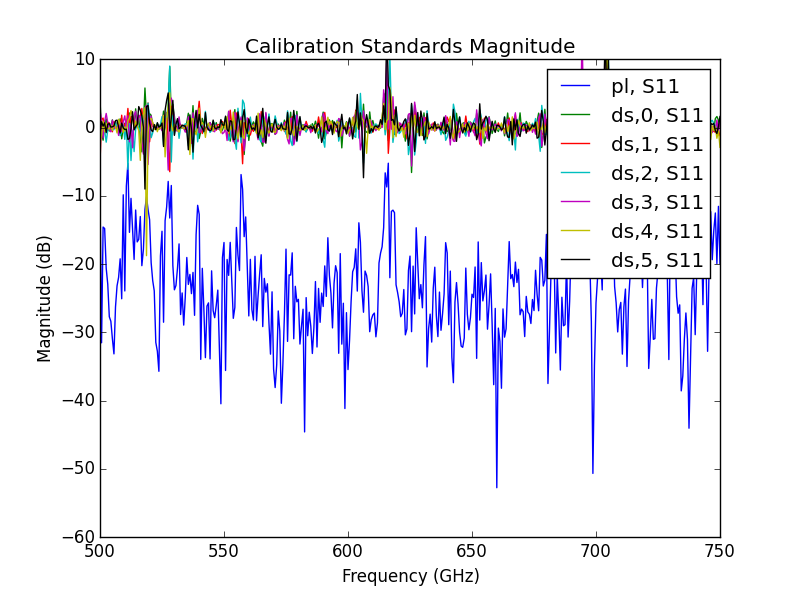 Calibration Standards Magnitude
10
0
−10
−20
−30
−40
−50
−60
Magnitude (dB)
pl, S11
ds,0, S11
ds,1, S11
ds,2, S11
ds,3, S11
ds,4, S11
ds,5, S11
500
550
600
650
700
750
Frequency (GHz)